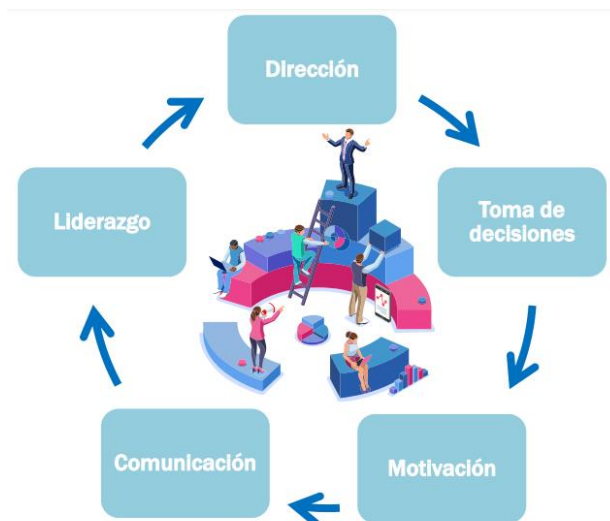 Dirección
Toma de
decisiones
Motivación
Comunicación
Liderazgo